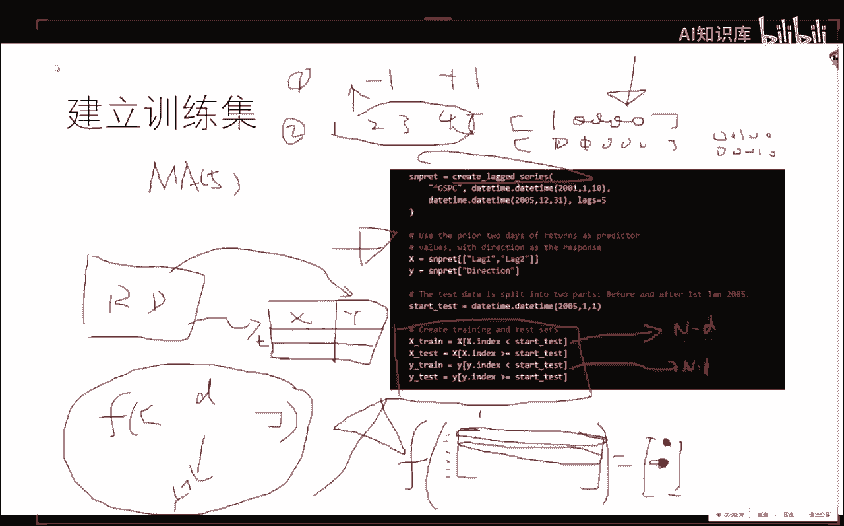 AI知识库 bilibili
① -1 +1
建立训练集
② 1 2 3 4 5
MA(5)
snpret = create_lagged_series(
"^GSPC", datetime.datetime(2001,1,10),
datetime.datetime(2005,12,31), lags=5
)
# Use the prior two days of returns as predictor
# values, with direction as the response
X = snpret[["Lag1","Lag2"]]
y = snpret["Direction"]
# The test data is split into two parts: Before and after 1st Jan 2005.
start_test = datetime.datetime(2005,1,1)
# Create training and test sets
X_train = X[X.index < start_test]
X_test = X[X.index >= start_test]
y_train = y[y.index < start_test]
y_test = y[y.index >= start_test]
N-d
N-1
X Y
t
d
f(
f(
=